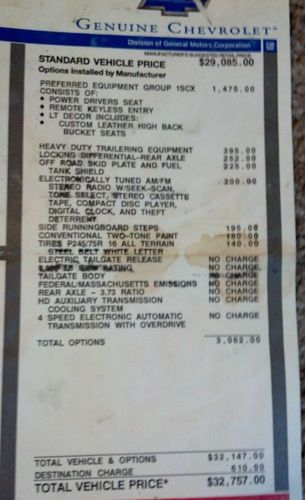 GENUINE CHEVROLET™
Division of General Motors Corporation GM
MANUFACTURER'S SUGGESTED RETAIL PRICE
STANDARD VEHICLE PRICE $29,085.00
Options Installed by Manufacturer
PREFERRED EQUIPMENT GROUP 1SCX 1,476.00
CONSISTS OF:
• POWER DRIVERS SEAT
• REMOTE KEYLESS ENTRY
• LT DECOR INCLUDES:
• CUSTOM LEATHER HIGH BACK
BUCKET SEATS
HEAVY DUTY TRAILERING EQUIPMENT 395.00
LOCKING DIFFERENTIAL-REAR AXLE 252.00
OFF ROAD SKID PLATE AND FUEL 225.00
TANK SHIELD
ELECTRONICALLY TUNED AM/FM 200.00
STEREO RADIO W/SEEK-SCAN,
TONE SELECT, STEREO CASSETTE
TAPE, COMPACT DISC PLAYER,
DIGITAL CLOCK, AND THEFT
DETERRENT
SIDE RUNNINGBOARD STEPS 195.00
CONVENTIONAL TWO-TONE PAINT 180.00
TIRES P245/75R 16 ALL TERRAIN 140.00
STEEL BELT WHITE LETTER
ELECTRIC TAILGATE RELEASE NO CHARGE
RATING NO CHARGE
TAILGATE BODY NO CHARGE
FEDERAL/MASSACHUSETTS EMISSIONS NO CHARGE
REAR AXLE - 3.73 RATIO NO CHARGE
HD AUXILIARY TRANSMISSION NO CHARGE
COOLING SYSTEM
4 SPEED ELECTRONIC AUTOMATIC NO CHARGE
TRANSMISSION WITH OVERDRIVE
TOTAL OPTIONS 3,062.00
TOTAL VEHICLE & OPTIONS $32,147.00
DESTINATION CHARGE 610.00
TOTAL VEHICLE PRICE* $32,757.00